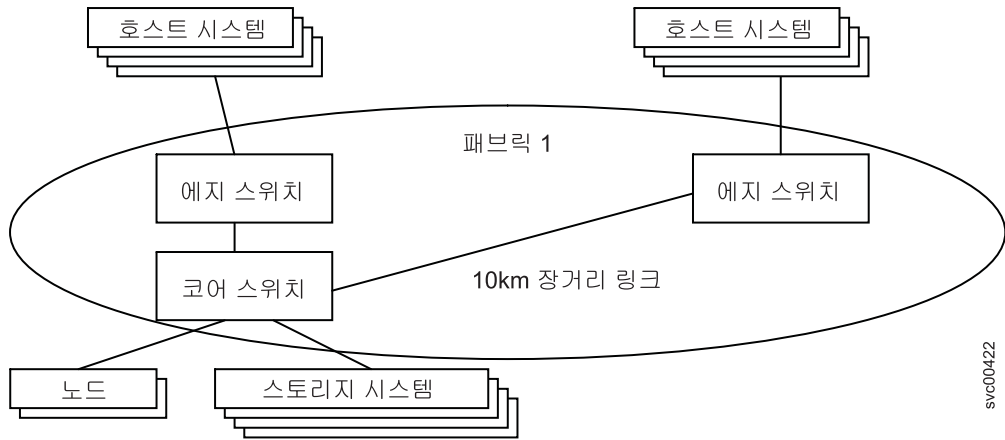 호스트 시스템
호스트 시스템
패브릭 1
에지 스위치
에지 스위치
코어 스위치
10km 장거리 링크
노드
스토리지 시스템
svc00422